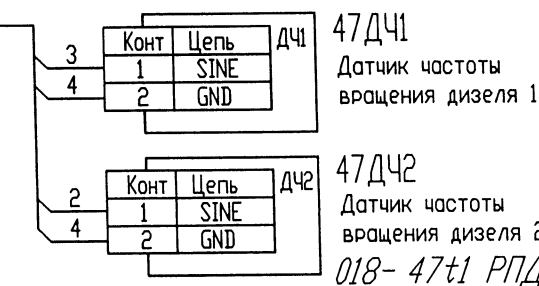 Конт Цепь ДЧ1 47ДЧ1
3 1 SINE Датчик частоты
4 2 GND вращения дизеля 1
Конт Цепь ДЧ2 47ДЧ2
2 1 SINE Датчик частоты
4 2 GND вращения дизеля 2
018- 47t1 РПД